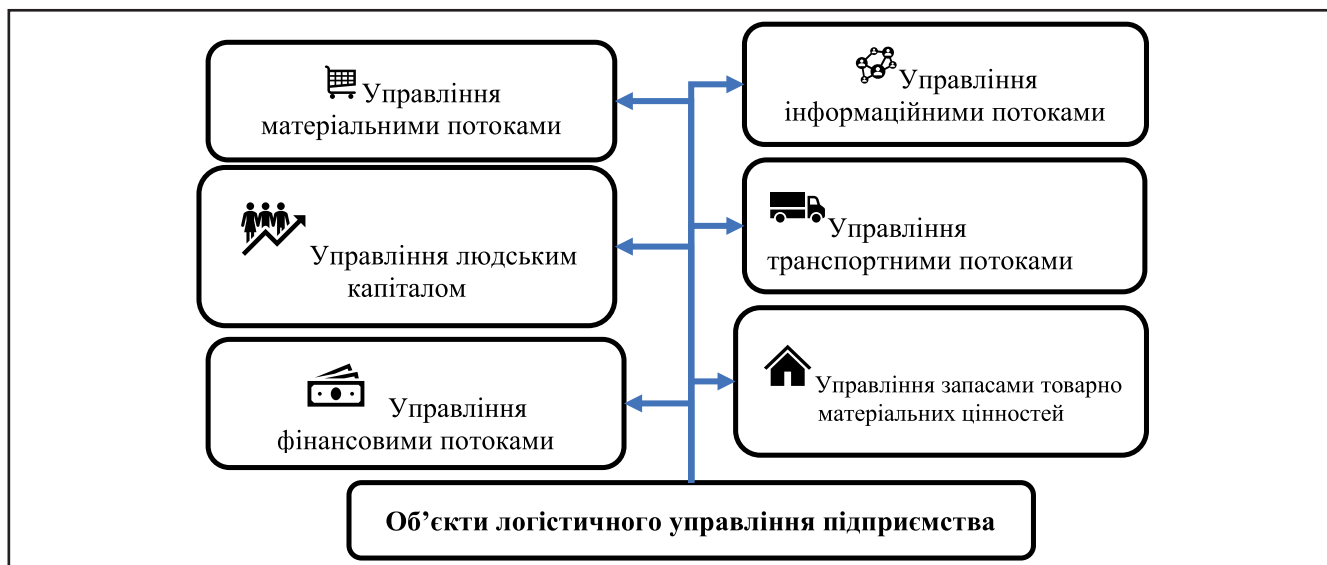 Управління
матеріальними потоками
Управління
інформаційними потоками
Управління людським
капіталом
Управління
транспортними потоками
Управління
фінансовими потоками
Управління запасами товарно
матеріальних цінностей
Об’єкти логістичного управління підприємства